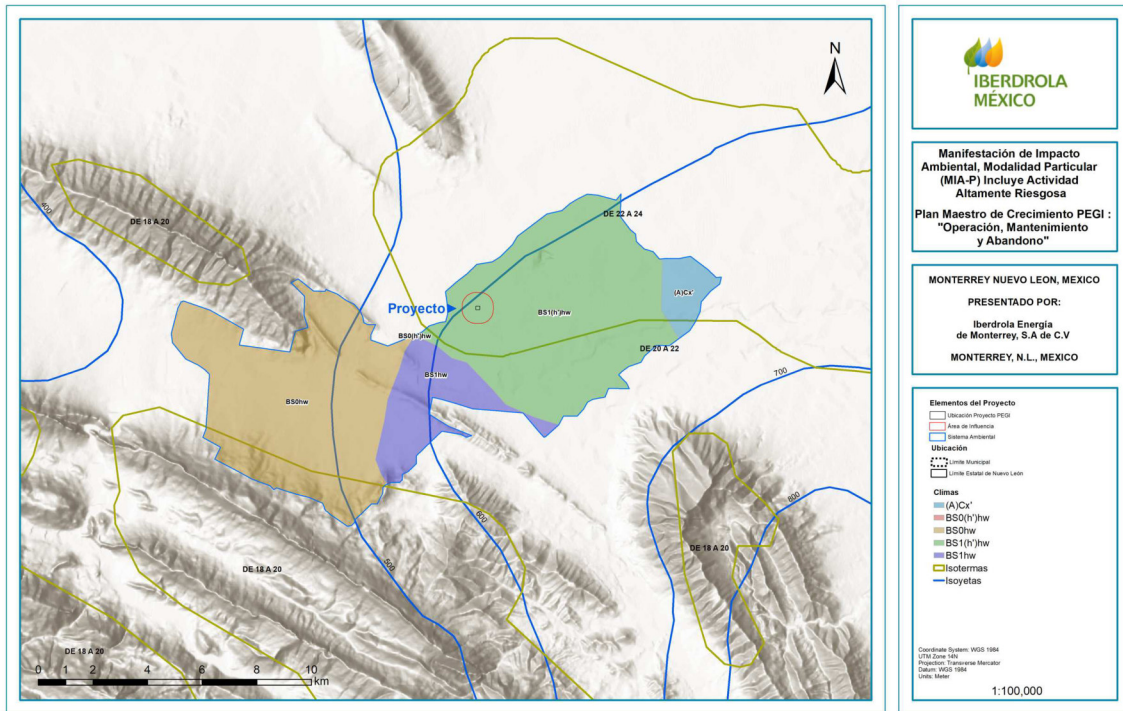 N
400
DE 18 A 20
DE 22 A 24
(A)Cx'
Proyecto
BS1(h')hw
BS0(h')hw
DE 20 A 22
BS1hw
700
BS0hw
800
600
DE 18 A 20
500
DE 18 A 20
DE 18 A 20
0 1 2 4 6 8 10
km
IBERDROLA
MÉXICO
Manifestación de Impacto
Ambiental, Modalidad Particular
(MIA-P) Incluye Actividad
Altamente Riesgosa
Plan Maestro de Crecimiento PEGI :
"Operación, Mantenimiento
y Abandono"
MONTERREY NUEVO LEON, MEXICO
PRESENTADO POR:
Iberdrola Energía
de Monterrey, S.A de C.V
MONTERREY, N.L., MEXICO
Elementos del Proyecto
Ubicación Proyecto PEGI
Área de Influencia
Sistema Ambiental
Ubicación
Límite Municipal
Límite Estatal de Nuevo León
Climas
(A)Cx'
BS0(h')hw
BS0hw
BS1(h')hw
BS1hw
Isotermas
Isoyetas
Coordinate System: WGS 1984
UTM Zone 14N
Projection: Transverse Mercator
Datum: WGS 1984
Units: Meter
1:100,000